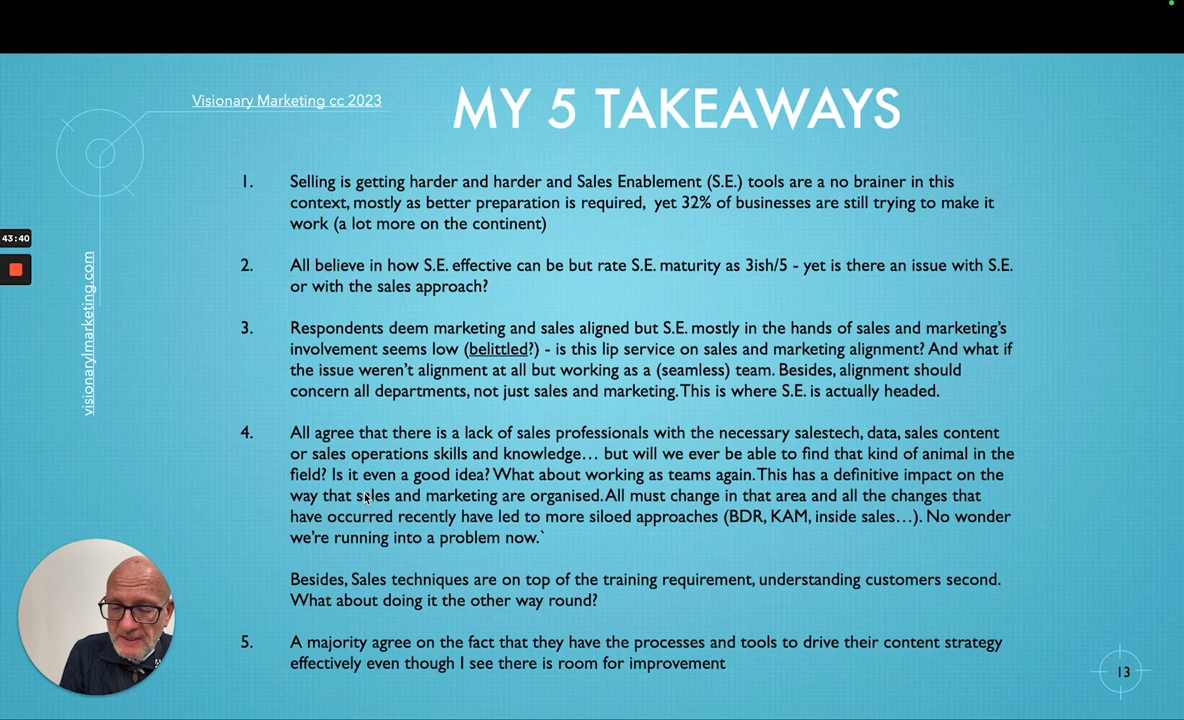 Visionary Marketing cc 2023
MY 5 TAKEAWAYS
43:40
visionarymarketing.com
1. Selling is getting harder and harder and Sales Enablement (S.E.) tools are a no brainer in this
context, mostly as better preparation is required, yet 32% of businesses are still trying to make it
work (a lot more on the continent)
2. All believe in how S.E. effective can be but rate S.E. maturity as 3ish/5 - yet is there an issue with S.E.
or with the sales approach?
3. Respondents deem marketing and sales aligned but S.E. mostly in the hands of sales and marketing's
involvement seems low (belittled?) - is this lip service on sales and marketing alignment? And what if
the issue weren't alignment at all but working as a (seamless) team. Besides, alignment should
concern all departments, not just sales and marketing. This is where S.E. is actually headed.
4. All agree that there is a lack of sales professionals with the necessary salestech, data, sales content
or sales operations skills and knowledge… but will we ever be able to find that kind of animal in the
field? Is it even a good idea? What about working as teams again. This has a definitive impact on the
way that sales and marketing are organised. All must change in that area and all the changes that
have occurred recently have led to more siloed approaches (BDR, KAM, inside sales…). No wonder
we're running into a problem now.`
Besides, Sales techniques are on top of the training requirement, understanding customers second.
What about doing it the other way round?
5. A majority agree on the fact that they have the processes and tools to drive their content strategy
effectively even though I see there is room for improvement
13